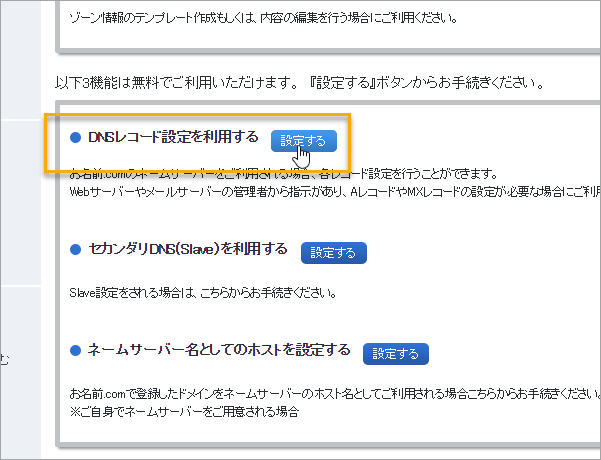 ゾーン情報のテンプレート作成もしくは、内容の編集を行う場合にご利用ください。
以下3機能は無料でご利用いただけます。『設定する』ボタンからお手続きください。
DNSレコード設定を利用する 設定する
お名前.comのネームサーバーをご利用される場合、各レコード設定を行うことができます。
Webサーバーやメールサーバーの管理者から指示があり、AレコードやMXレコードの設定が必要な場合にご利用
セカンダリDNS(Slave)を利用する 設定する
Slave設定をされる場合は、こちらからお手続きください。
む
ネームサーバー名としてのホストを設定する 設定する
お名前.comで登録したドメインをネームサーバーのホスト名としてご利用される場合こちらからお手続きください。
※ご自身でネームサーバーをご用意される場合